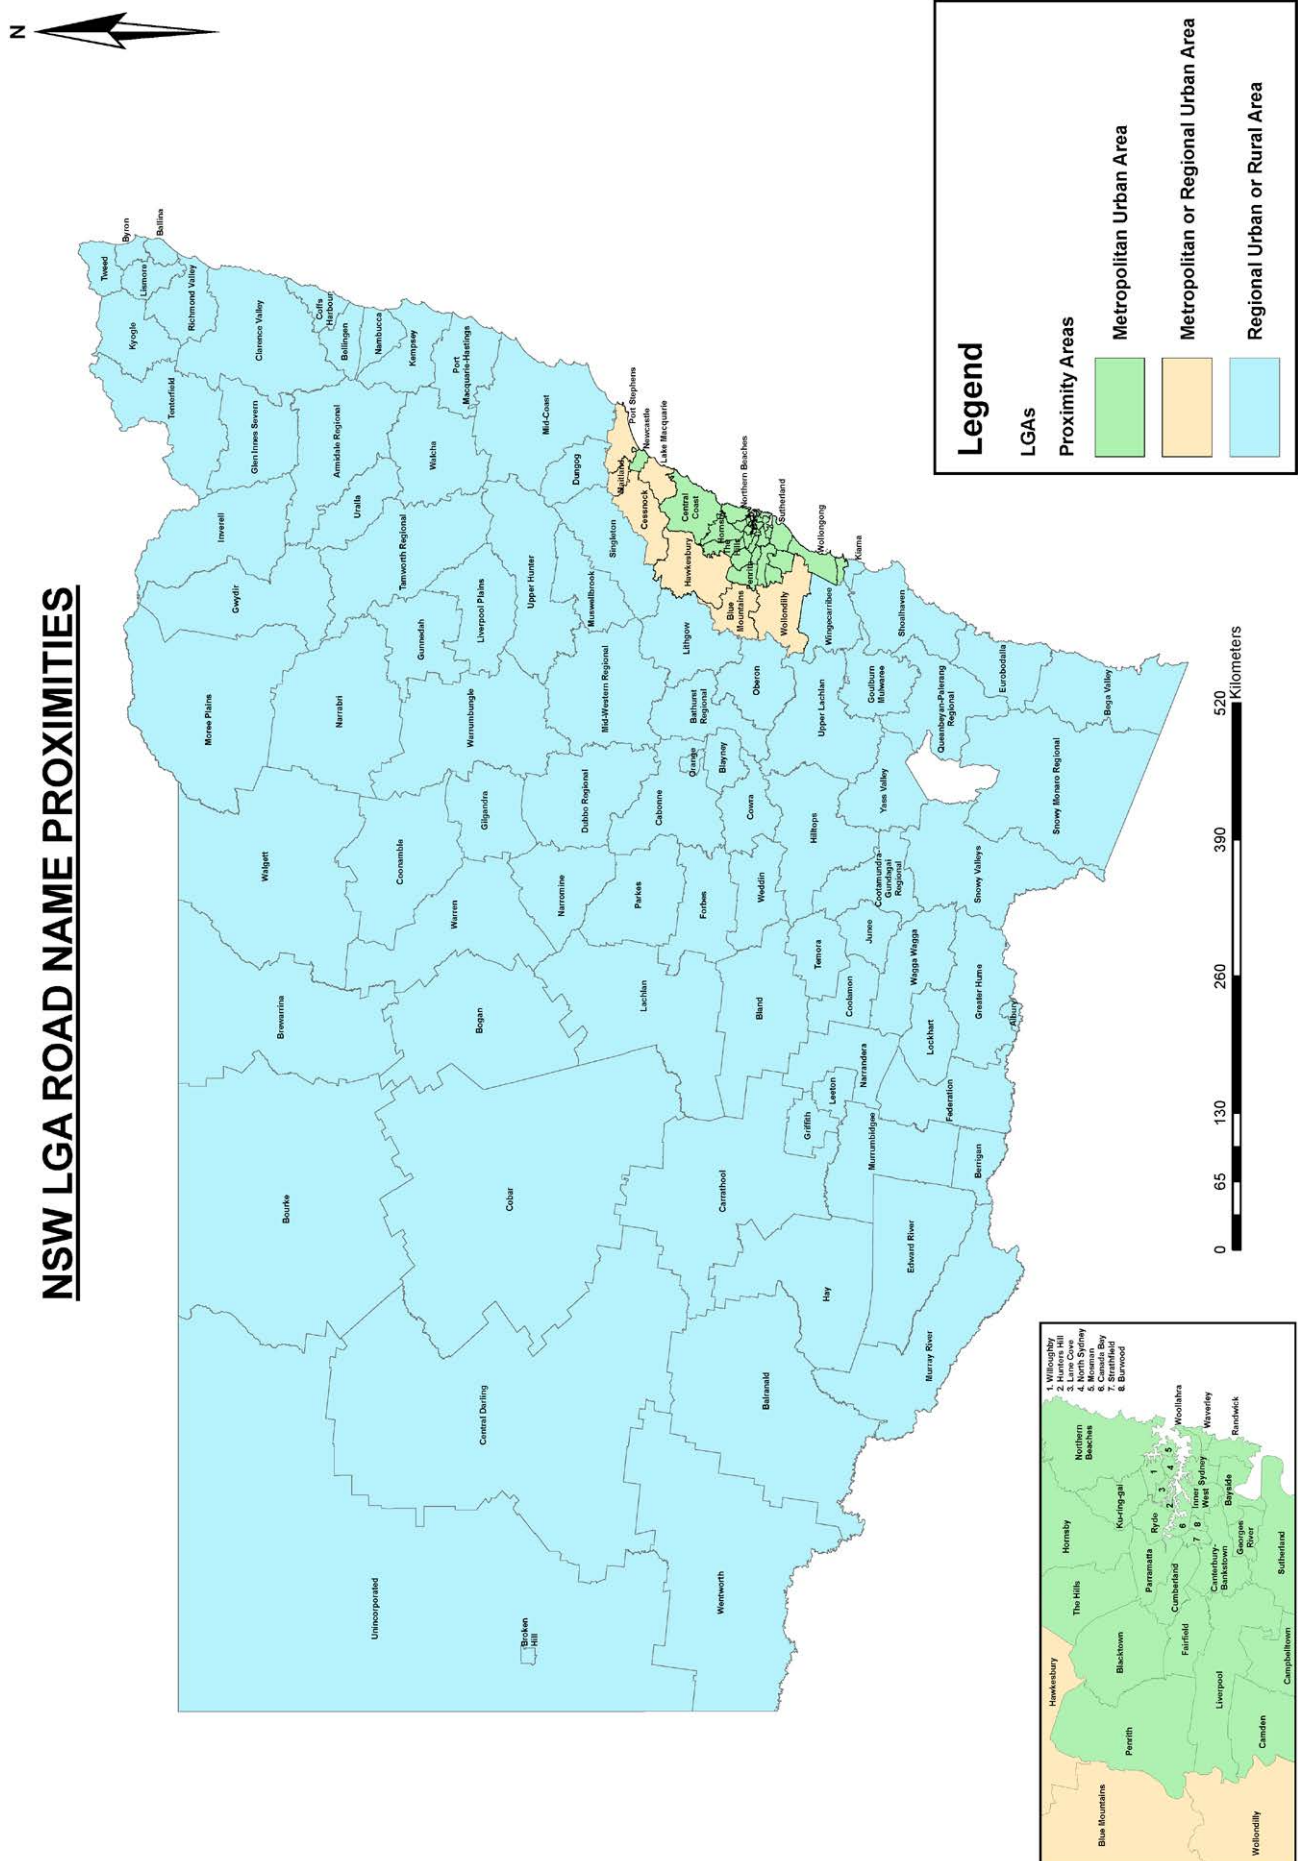 NSW LGA ROAD NAME PROXIMITIES
N
Tweed
Byron
Ballina
Lismore
Kyogle
Richmond Valley
Tenterfield
Clarence Valley
Glen Innes Severn
Coffs
Harbour
Bellingen
Nambucca
Kempsey
Armidale Regional
Inverell
Uralla
Walcha
Port
Macquarie-Hastings
Moree Plains
Gwydir
Narrabri
Tamworth Regional
Gunnedah
Liverpool Plains
Mid-Coast
Walgett
Coonamble
Warrumbungle
Upper Hunter
Dungog
Brewarrina
Warren
Gilgandra
Muswellbrook
Singleton
Port Stephens
Maitland
Newcastle
Cessnock
Lake Macquarie
Bourke
Bogan
Narromine
Dubbo Regional
Mid-Western Regional
Lithgow
Hawkesbury
Central
Coast
Hornsby
The
Hills
Northern Beaches
Penrith
Sutherland
Blue
Mountains
Wollondilly
Wollongong
Kiama
Cobar
Lachlan
Parkes
Cabonne
Orange
Bathurst
Regional
Blayney
Oberon
Forbes
Cowra
Weddin
Central Darling
Carrathool
Bland
Hilltops
Upper Lachlan
Wingecarribee
Shoalhaven
Unincorporated
Broken
Hill
Griffith
Leeton
Narrandera
Temora
Coolamon
Junee
Cootamundra-
Gundagai
Regional
Yass Valley
Goulburn
Mulwaree
Queanbeyan-Palerang
Regional
Wentworth
Balranald
Hay
Murrumbidgee
Lockhart
Wagga Wagga
Snowy Valleys
Eurobodalla
Murray River
Edward River
Berrigan
Federation
Greater Hume
Albury
Snowy Monaro Regional
Bega Valley
0
65
130
260
390
520
Kilometers
Legend
LGAs
Proximity Areas
Metropolitan Urban Area
Metropolitan or Regional Urban Area
Regional Urban or Rural Area
1. Willoughby
2. Hunters Hill
3. Lane Cove
4. North Sydney
5. Mosman
6. Canada Bay
7. Strathfield
8. Burwood
Hawkesbury
The Hills
Hornsby
Northern
Beaches
Blue Mountains
Penrith
Blacktown
Parramatta
Ku-ring-gai
Ryde
1
2
3
4
5
6
7
8
Woollahra
Fairfield
Cumberland
Inner
West
Sydney
Waverley
Liverpool
Canterbury-
Bankstown
Bayside
Randwick
Georges
River
Wollondilly
Camden
Campbelltown
Sutherland